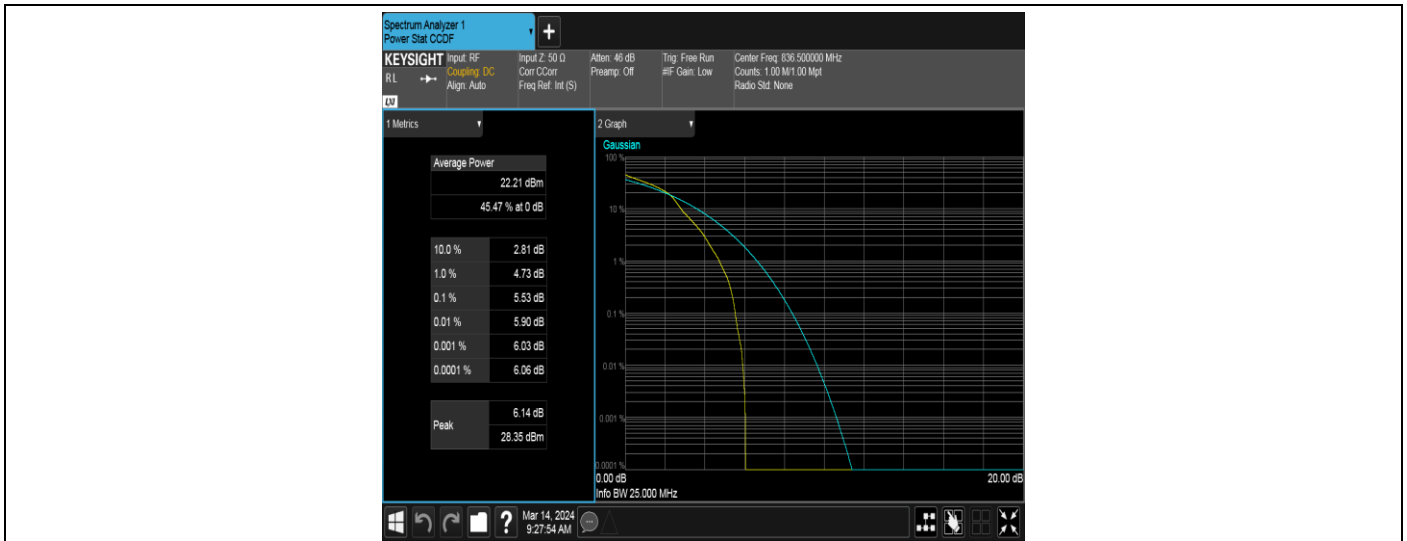 Spectrum Analyzer 1
Power Stat CCDF
+
KEYSIGHT
RL
LXI
Input: RF
Coupling: DC
Align: Auto
Input Z: 50 Ω
Corr CCorr
Freq Ref: Int (S)
Atten: 46 dB
Preamp: Off
Trig: Free Run
#IF Gain: Low
Center Freq: 836.500000 MHz
Counts: 1.00 M/1.00 Mpt
Radio Std: None
1 Metrics
Average Power
22.21 dBm
45.47 % at 0 dB
10.0 % 2.81 dB
1.0 % 4.73 dB
0.1 % 5.53 dB
0.01 % 5.90 dB
0.001 % 6.03 dB
0.0001 % 6.06 dB
Peak
6.14 dB
28.35 dBm
2 Graph
Gaussian
100 %
10 %
1 %
0.1 %
0.01 %
0.001 %
0.0001 %
0.00 dB 20.00 dB
Info BW 25.000 MHz
?
Mar 14, 2024
9:27:54 AM